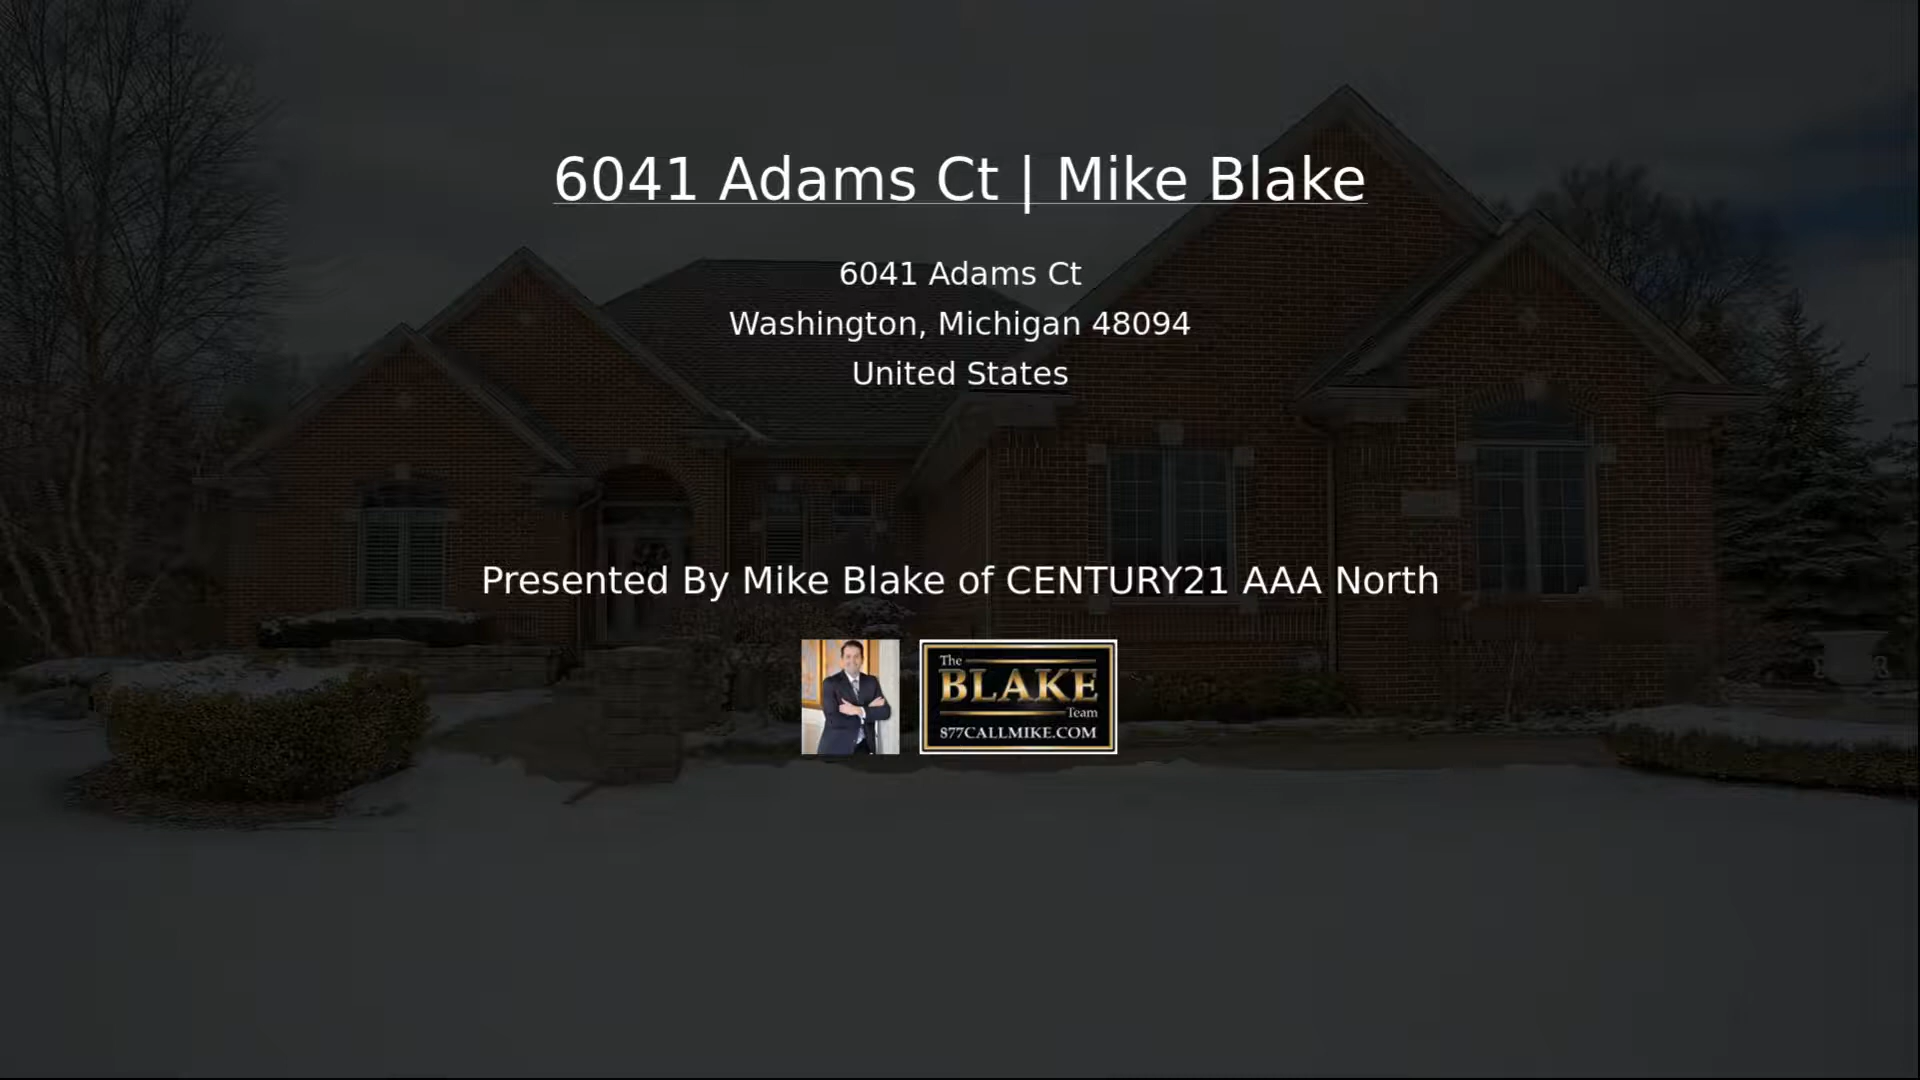 6041 Adams Ct | Mike Blake
6041 Adams Ct
Washington, Michigan 48094
United States
Presented By Mike Blake of CENTURY21 AAA North
The
BLAKE
Team
877CALLMIKE.COM